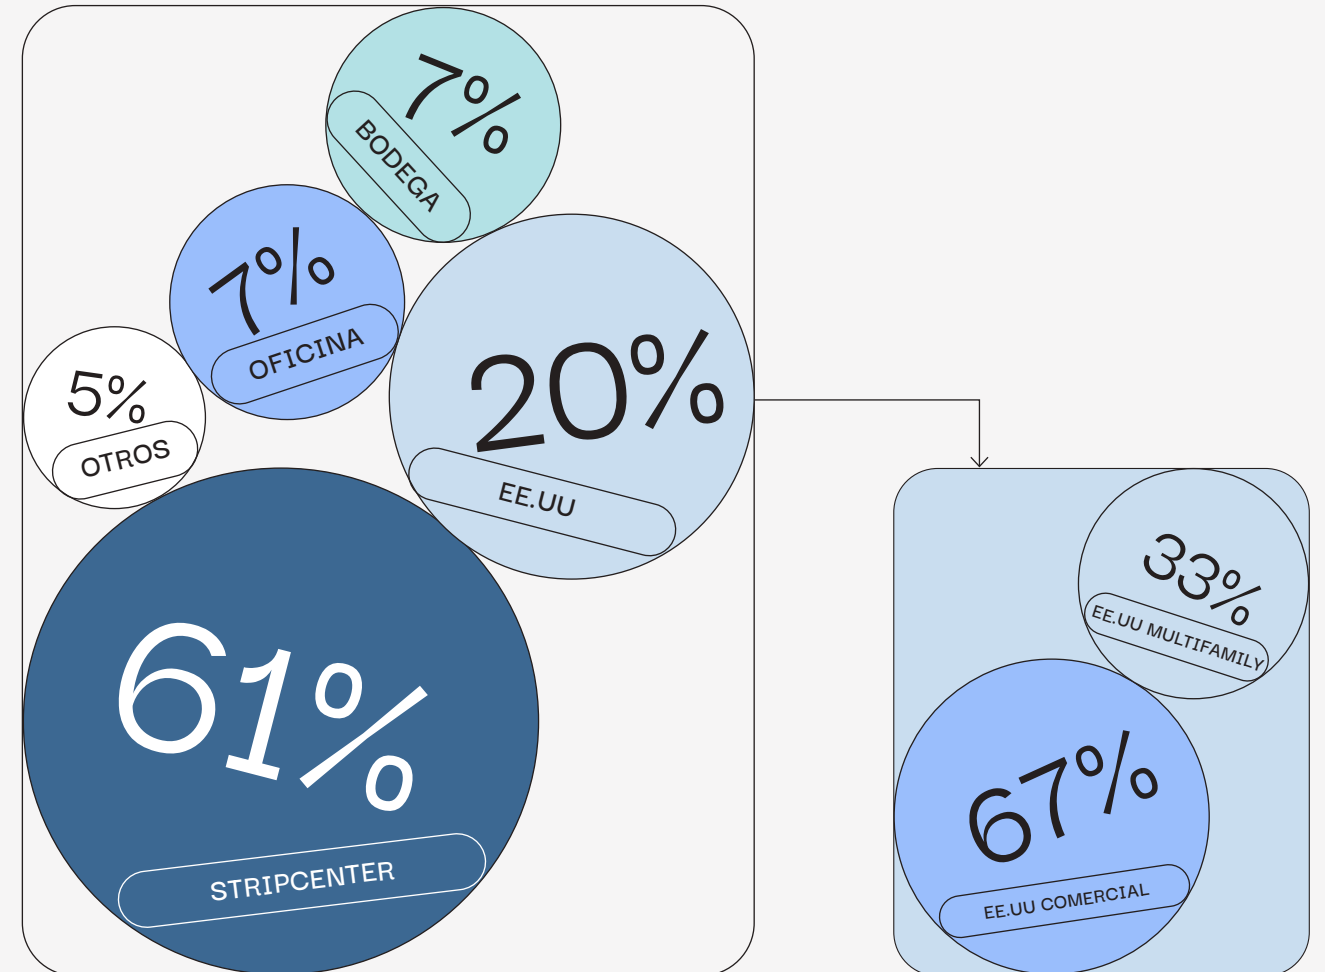 7%
BODEGA
7%
OFICINA
5%
OTROS
20%
EE.UU
61%
STRIPCENTER
33%
EE.UU MULTIFAMILY
67%
EE.UU COMERCIAL